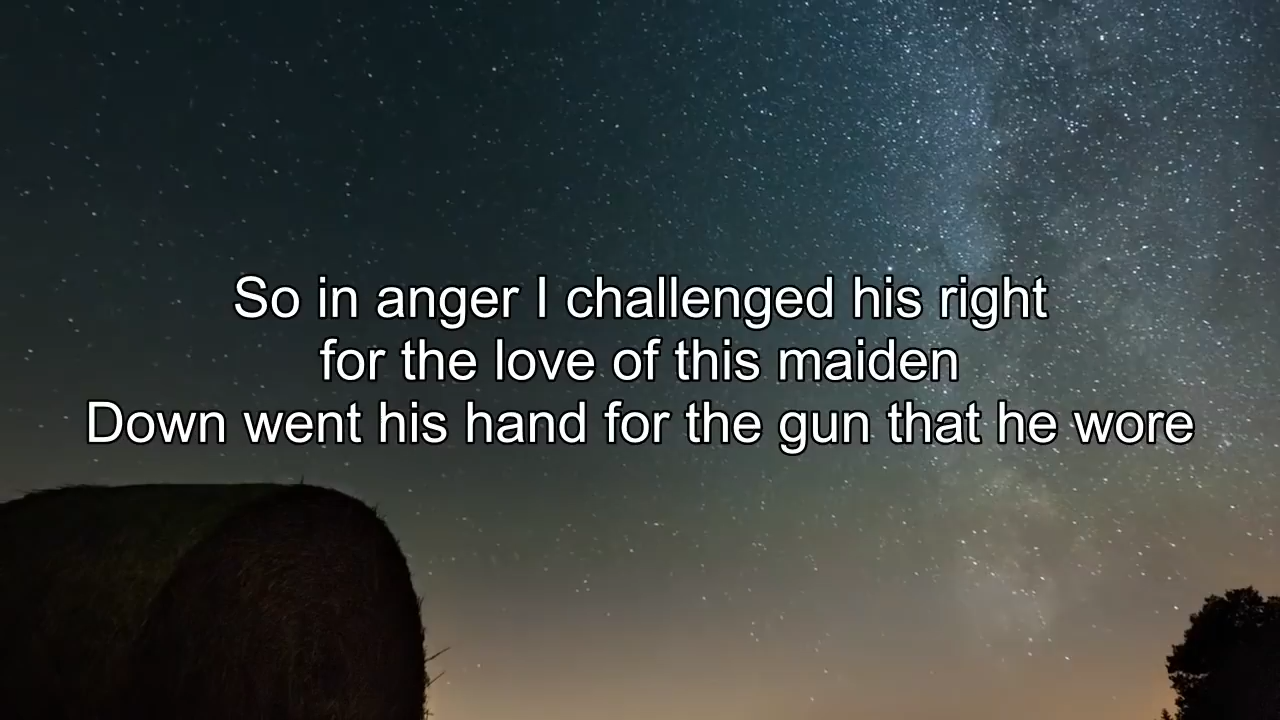 So in anger I challenged his right
for the love of this maiden
Down went his hand for the gun that he wore